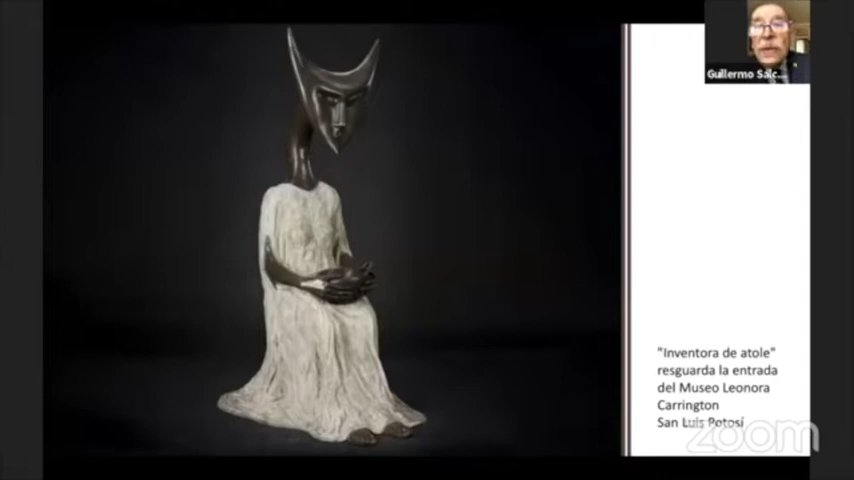 Guillermo Salc...
"Inventora de atole"
resguarda la entrada
del Museo Leonora
Carrington
San Luis Potosí
zoom